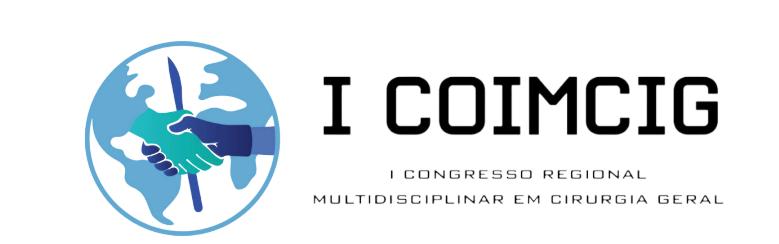 I COIMCIG
I CONGRESSO REGIONAL
MULTIDISCIPLINAR EM CIRURGIA GERAL